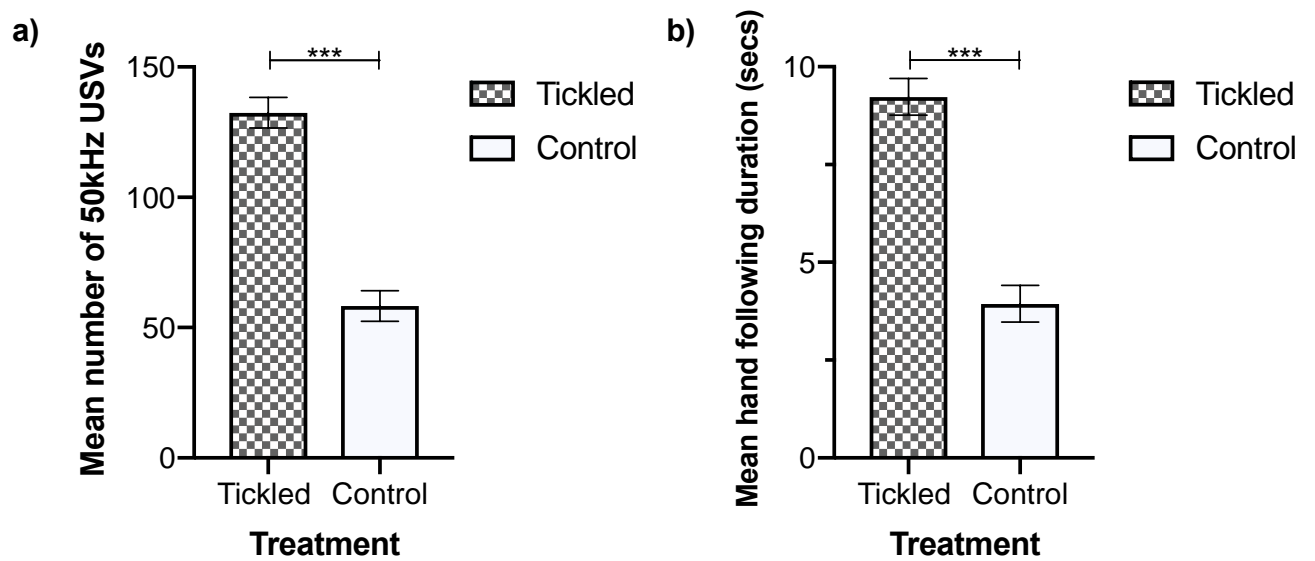 a)
Mean number of 50kHz USVs
150
100
50
0
***
Tickled
Control
Tickled Control
Treatment
b)
Mean hand following duration (secs)
10
5
0
***
Tickled
Control
Tickled Control
Treatment